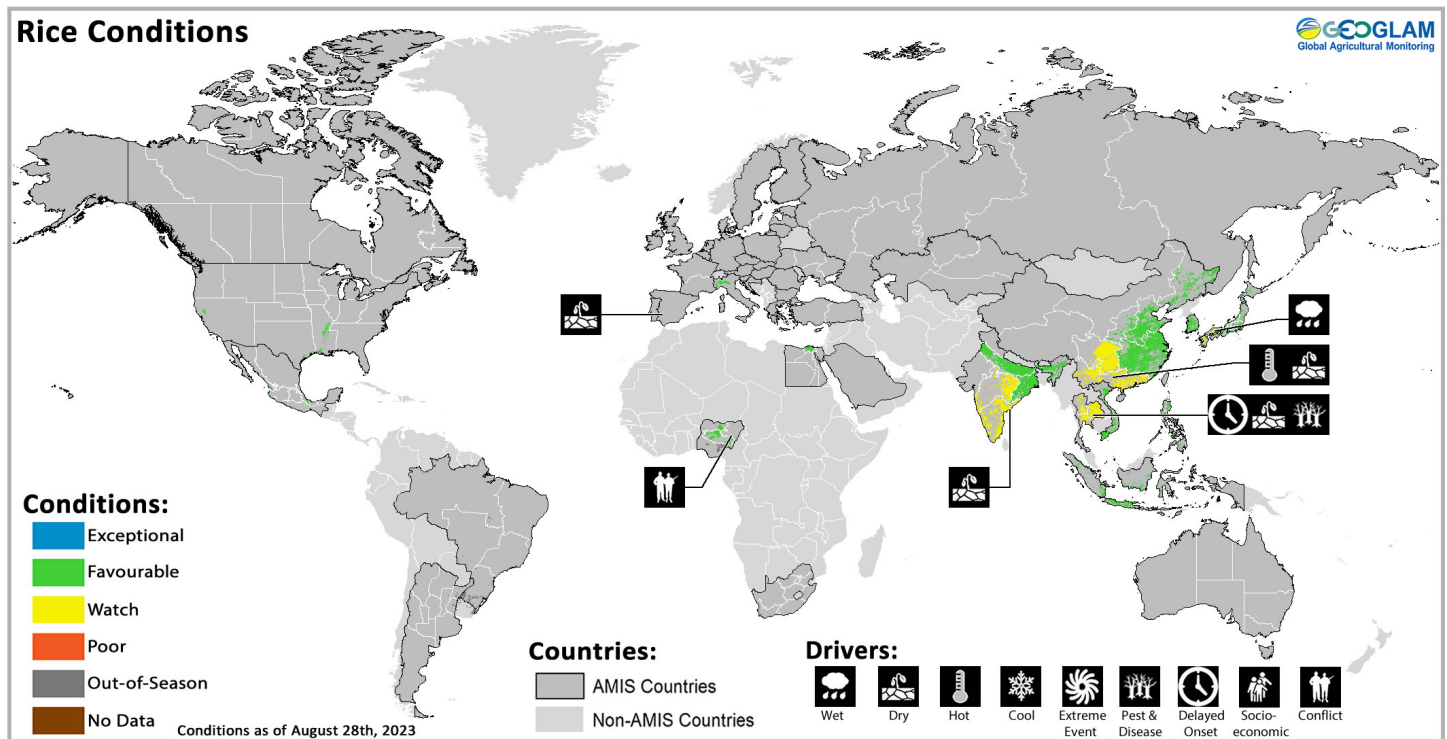 Rice Conditions
GEOGLAM
Global Agricultural Monitoring
Conditions:
Exceptional
Favourable
Watch
Poor
Out-of-Season
No Data
Conditions as of August 28th, 2023
Countries:
AMIS Countries
Non-AMIS Countries
Drivers:
Wet
Dry
Hot
Cool
Extreme
Event
Pest &
Disease
Delayed
Onset
Socio-
economic
Conflict